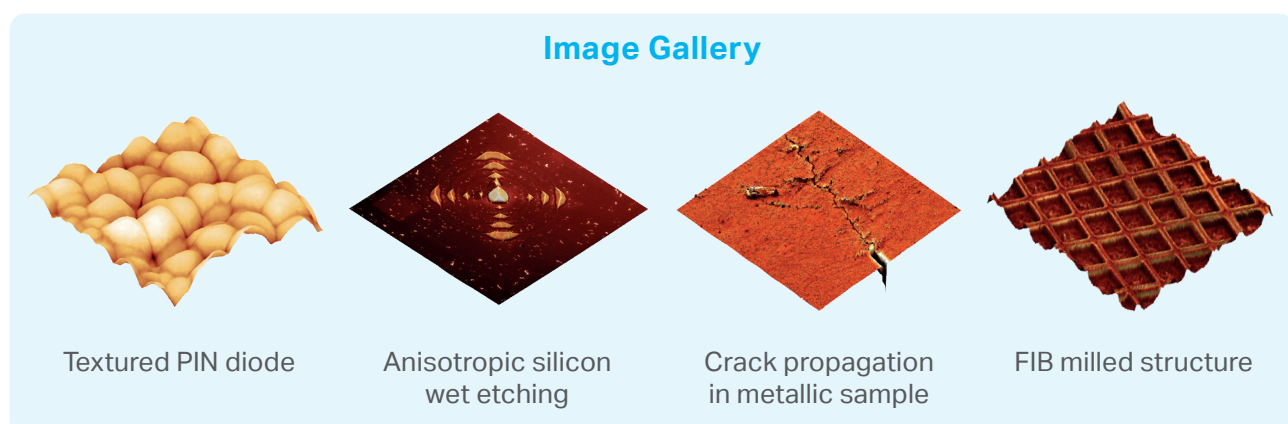 Image Gallery
Textured PIN diode
Anisotropic silicon
wet etching
Crack propagation
in metallic sample
FIB milled structure